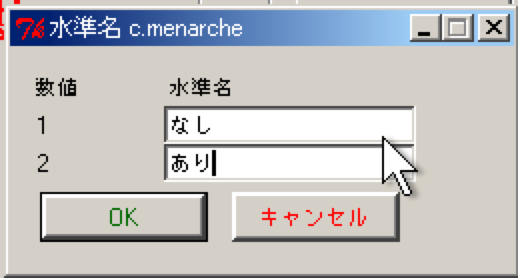 水準名 c.menarche
数値 水準名
1 なし
2 あり
OK キャンセル